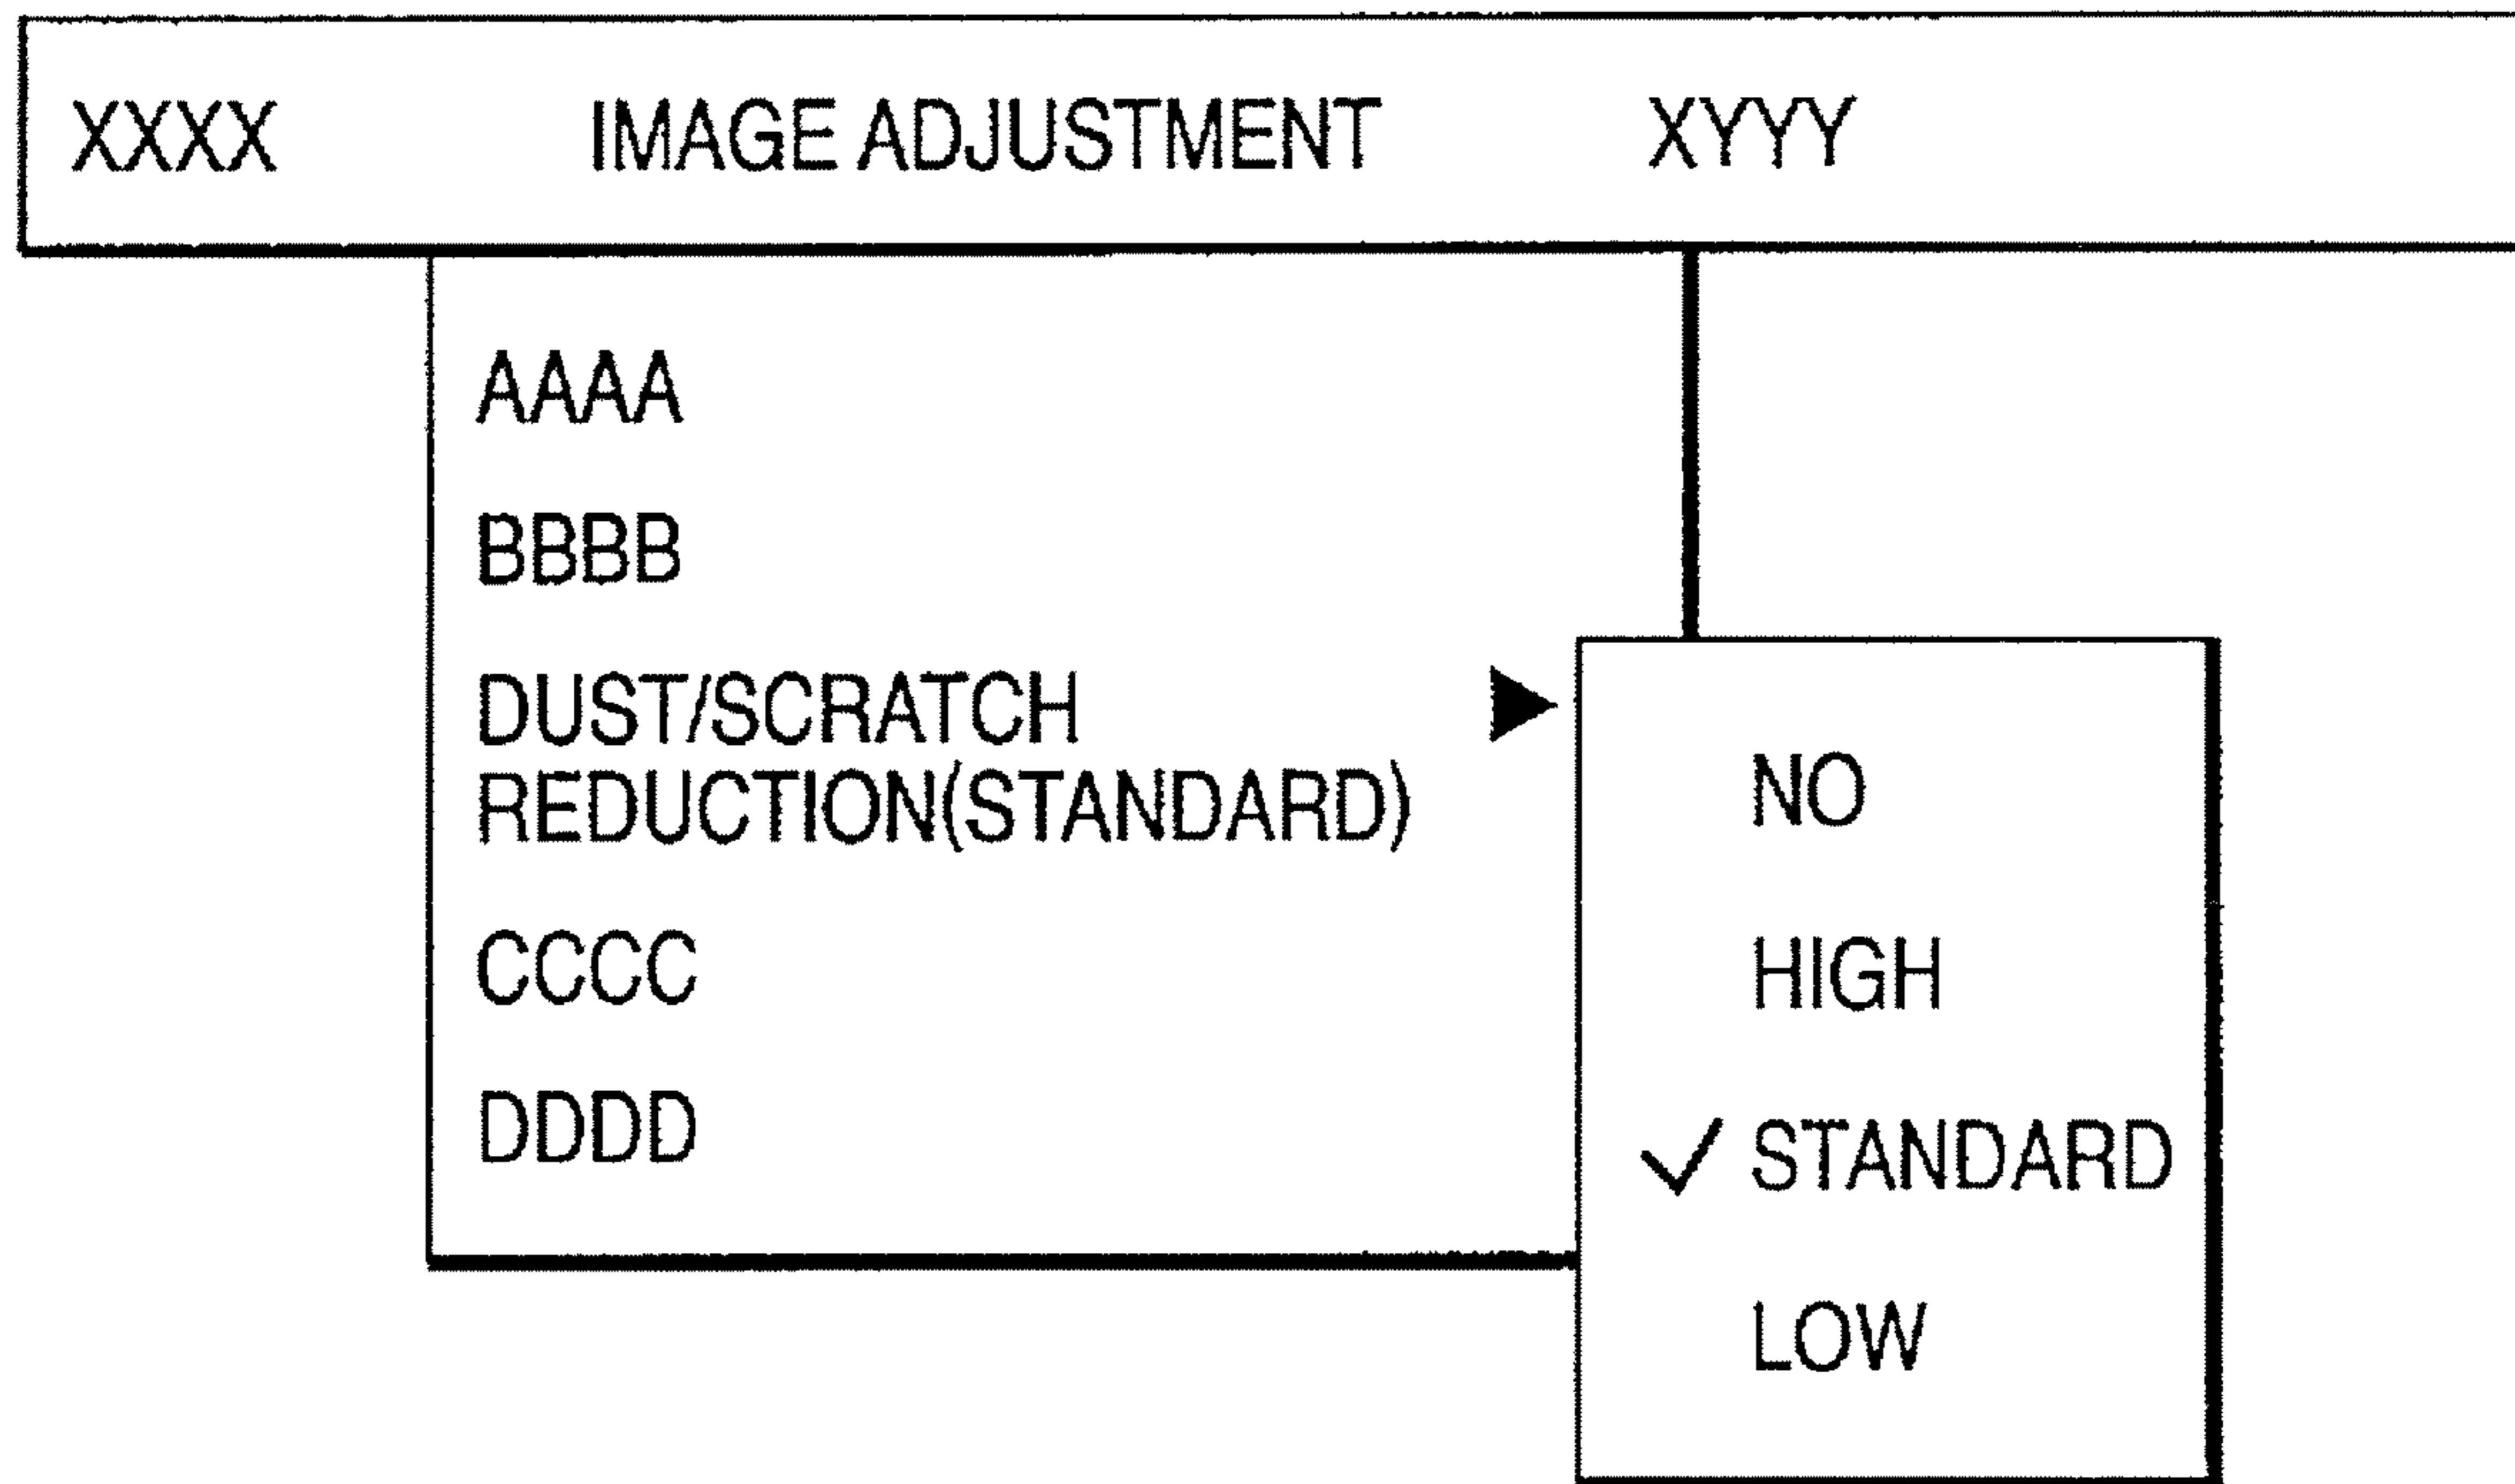 XXXX IMAGE ADJUSTMENT XYYY
AAAA
BBBB
DUST/SCRATCH
REDUCTION(STANDARD)
CCCC
DDDD
NO
HIGH
✓ STANDARD
LOW